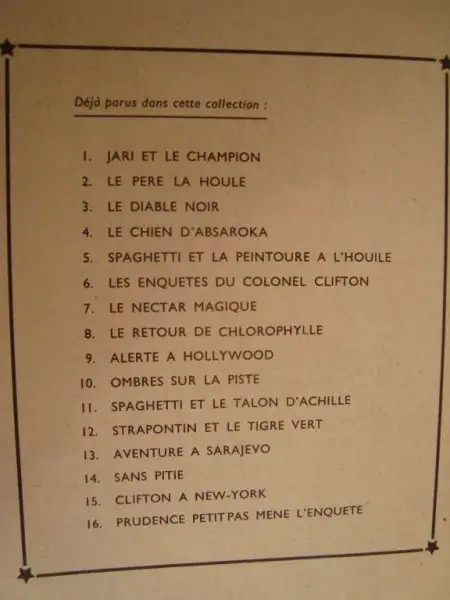 Déjà parus dans cette collection :
1. JARI ET LE CHAMPION
2. LE PERE LA HOULE
3. LE DIABLE NOIR
4. LE CHIEN D'ABSAROKA
5. SPAGHETTI ET LA PEINTOURE A L'HOUILE
6. LES ENQUETES DU COLONEL CLIFTON
7. LE NECTAR MAGIQUE
8. LE RETOUR DE CHLOROPHYLLE
9. ALERTE A HOLLYWOOD
10. OMBRES SUR LA PISTE
11. SPAGHETTI ET LE TALON D'ACHILLE
12. STRAPONTIN ET LE TIGRE VERT
13. AVENTURE A SARAJEVO
14. SANS PITIE
15. CLIFTON A NEW-YORK
16. PRUDENCE PETITPAS MENE L'ENQUETE